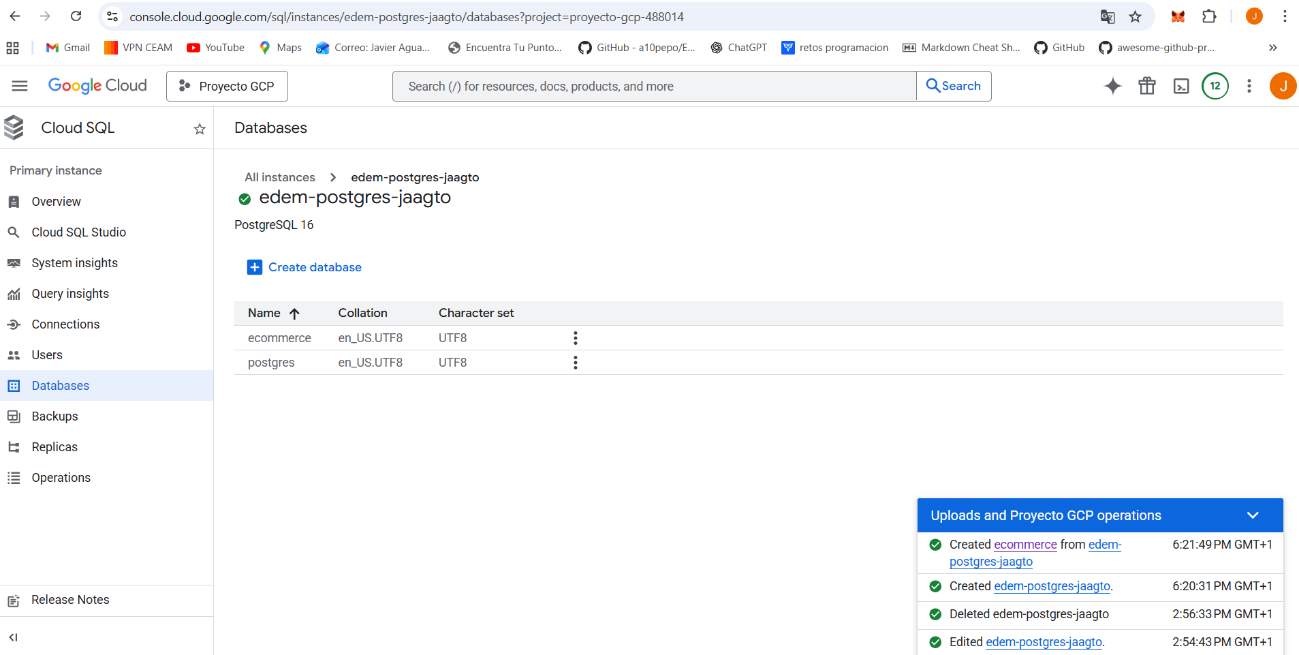 console.cloud.google.com/sql/instances/edem-postgres-jaagto/databases?project=proyecto-gcp-488014
J
Gmail
VPN CEAM
YouTube
Maps
Correo: Javier Agua...
Encuentra Tu Punto...
GitHub - a10pepo/E...
ChatGPT
retos programacion
Markdown Cheat Sh...
GitHub
awesome-github-pr...
»
Google Cloud
Proyecto GCP
Search (/) for resources, docs, products, and more
Search
12
J
Cloud SQL
Databases
Primary instance
Overview
Cloud SQL Studio
System insights
Query insights
Connections
Users
Databases
Backups
Replicas
Operations
Release Notes
All instances > edem-postgres-jaagto
edem-postgres-jaagto
PostgreSQL 16
Create database
Name Collation Character set
ecommerce en_US.UTF8 UTF8
postgres en_US.UTF8 UTF8
Uploads and Proyecto GCP operations
Created ecommerce from edem- 6:21:49 PM GMT+1
postgres-jaagto
Created edem-postgres-jaagto. 6:20:31 PM GMT+1
Deleted edem-postgres-jaagto 2:56:33 PM GMT+1
Edited edem-postgres-jaagto. 2:54:43 PM GMT+1